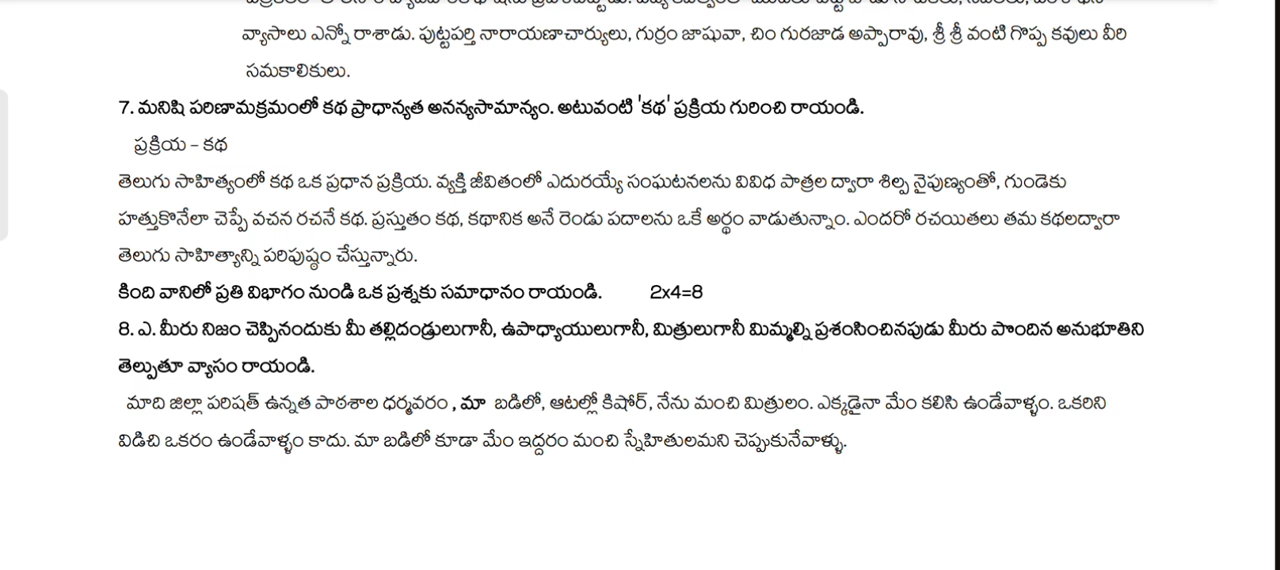 వ్యాసాలు ఎన్నో రాశాడు. పుట్టపర్తి నారాయణాచార్యులు, గుర్రం జాషువా, చిం గురజాడ అప్పారావు, శ్రీ శ్రీ వంటి గొప్ప కవులు వీరి
సమకాలికులు.
7. మనిషి పరిణామక్రమంలో కథ ప్రాధాన్యత అనన్యసామాన్యం. అటువంటి 'కథ' ప్రక్రియ గురించి రాయండి.
ప్రక్రియ – కథ
తెలుగు సాహిత్యంలో కథ ఒక ప్రధాన ప్రక్రియ. వ్యక్తి జీవితంలో ఎదురయ్యే సంఘటనలను వివిధ పాత్రల ద్వారా శిల్ప నైపుణ్యంతో, గుండెకు
హత్తుకొనేలా చెప్పే వచన రచనే కథ. ప్రస్తుతం కథ, కథానిక అనే రెండు పదాలను ఒకే అర్థం వాడుతున్నాం. ఎందరో రచయితలు తమ కథలద్వారా
తెలుగు సాహిత్యాన్ని పరిపుష్ఠం చేస్తున్నారు.
కింది వానిలో ప్రతి విభాగం నుండి ఒక ప్రశ్నకు సమాధానం రాయండి. 2x4=8
8. ఎ. మీరు నిజం చెప్పినందుకు మీ తల్లిదండ్రులుగానీ, ఉపాధ్యాయులుగానీ, మిత్రులుగానీ మిమ్మల్ని ప్రశంసించినపుడు మీరు పొందిన అనుభూతిని
తెల్పుతూ వ్యాసం రాయండి.
మాది జిల్లా పరిషత్ ఉన్నత పాఠశాల ధర్మవరం , మా బడిలో, ఆటల్లో కిషోర్, నేను మంచి మిత్రులం. ఎక్కడైనా మేం కలిసి ఉండేవాళ్ళం. ఒకరిని
విడిచి ఒకరం ఉండేవాళ్ళం కాదు. మా బడిలో కూడా మేం ఇద్దరం మంచి స్నేహితులమని చెప్పుకునేవాళ్ళు.